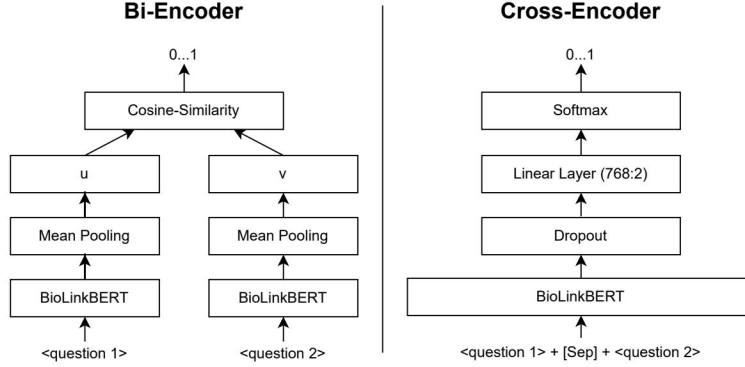 Bi-Encoder
0...1
Cosine-Similarity
u
v
Mean Pooling
Mean Pooling
BioLinkBERT
BioLinkBERT
<question 1>
<question 2>
Cross-Encoder
0...1
Softmax
Linear Layer (768:2)
Dropout
BioLinkBERT
<question 1> + [Sep] + <question 2>